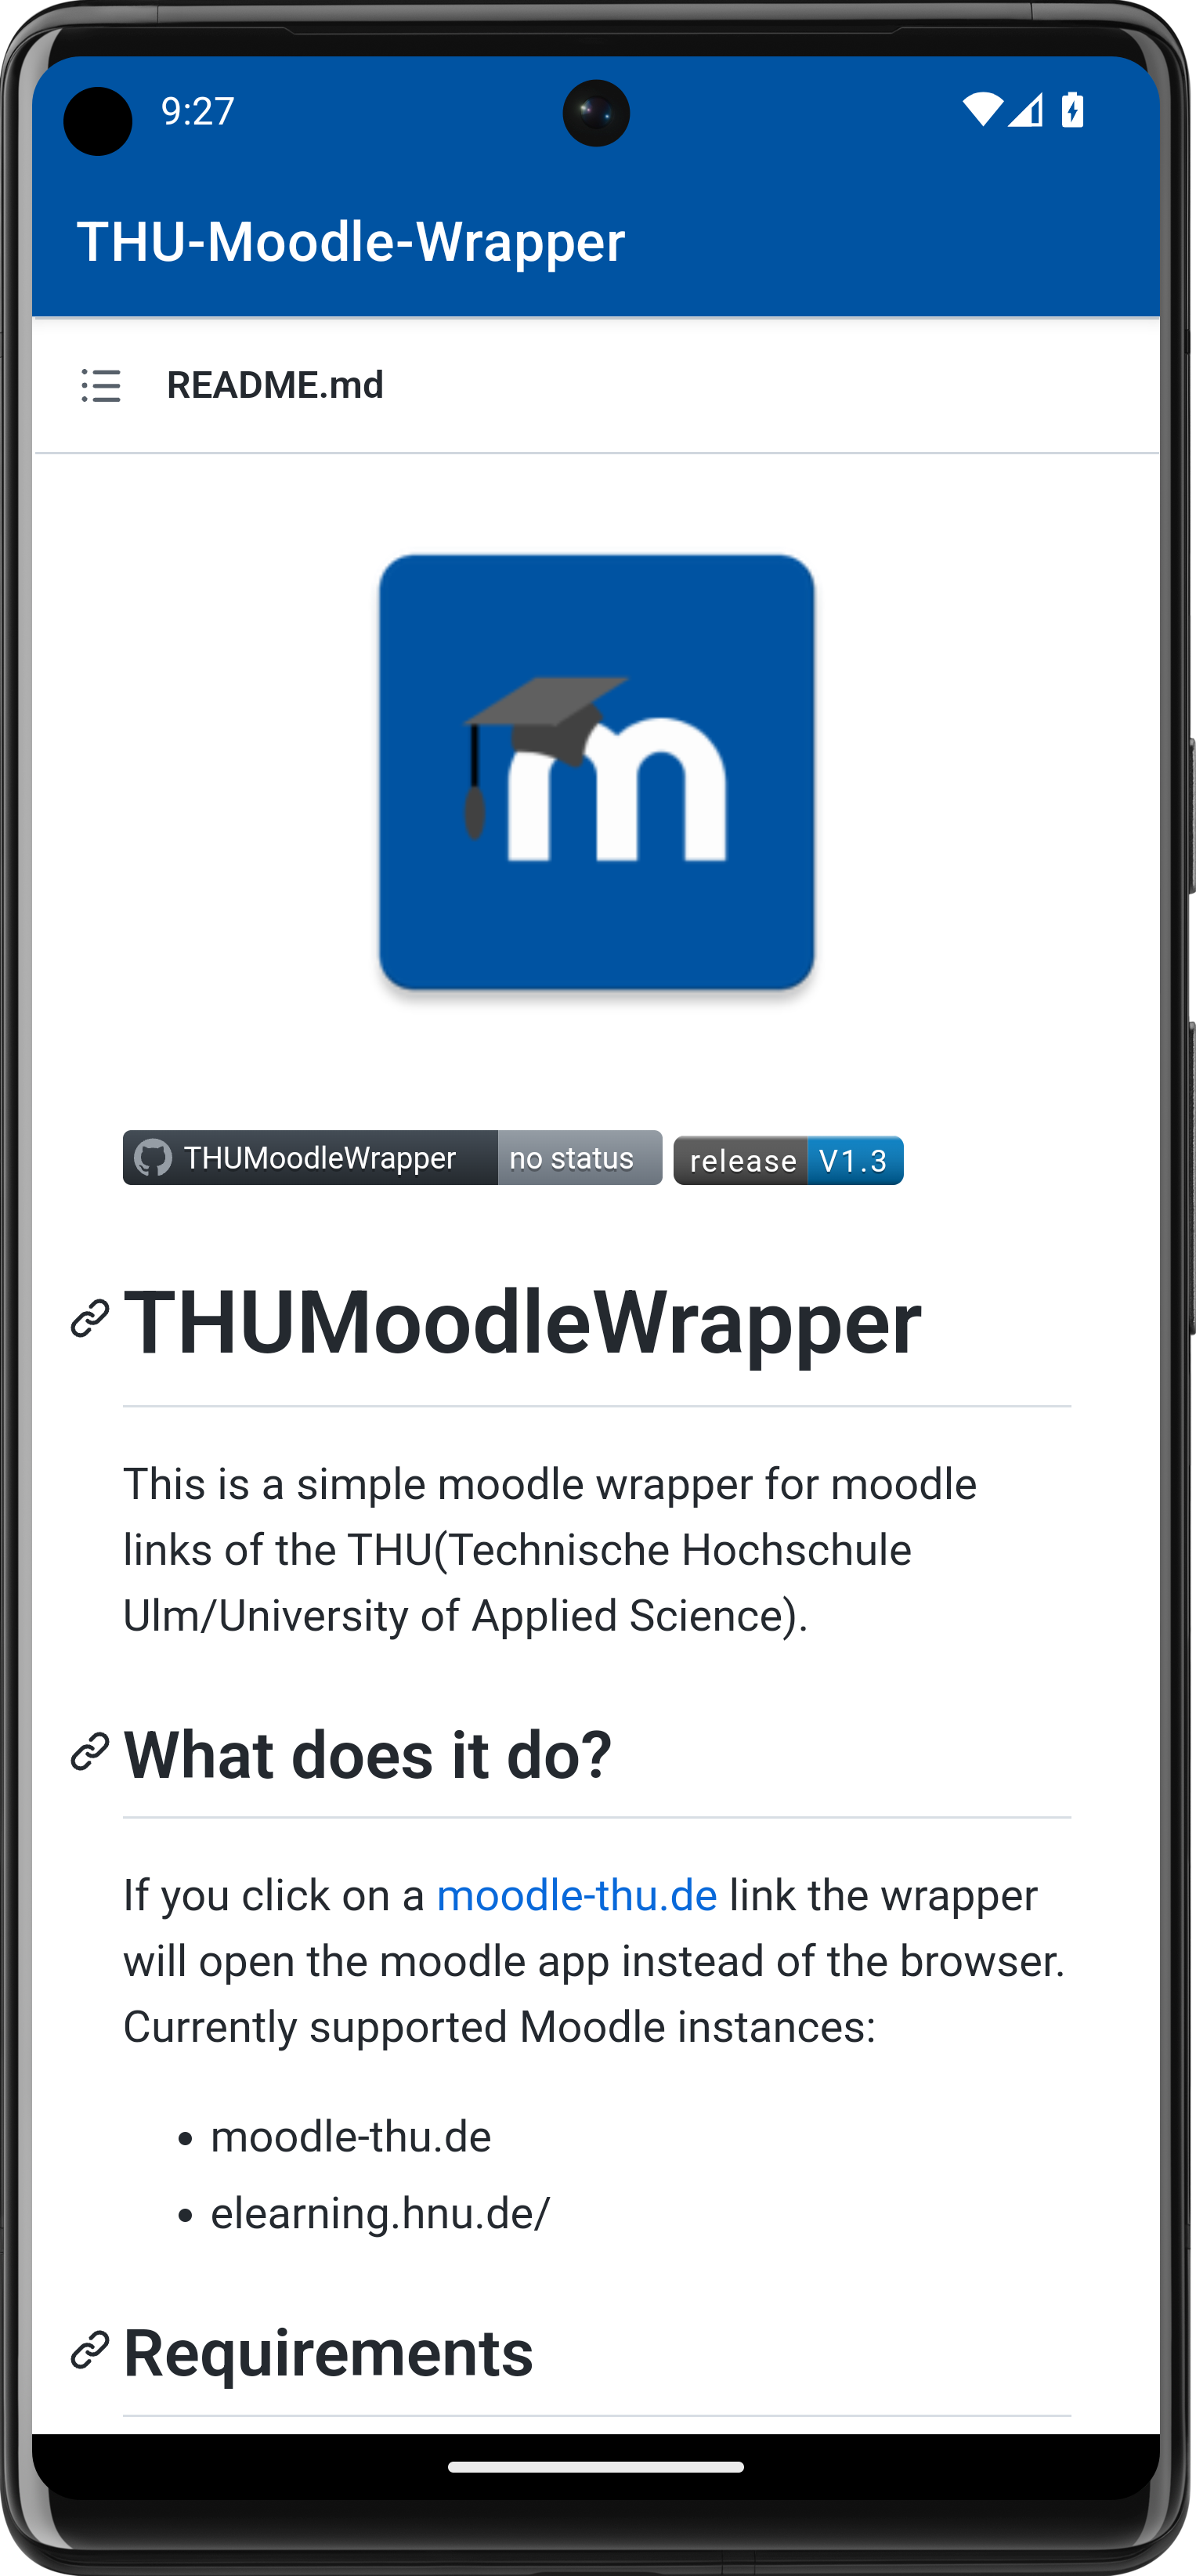 9:27
THU-Moodle-Wrapper
README.md
m
THUMoodleWrapper no status release V1.3
THUMoodleWrapper
This is a simple moodle wrapper for moodle
links of the THU(Technische Hochschule
Ulm/University of Applied Science).
What does it do?
If you click on a moodle-thu.de link the wrapper
will open the moodle app instead of the browser.
Currently supported Moodle instances:
• moodle-thu.de
• elearning.hnu.de/
Requirements